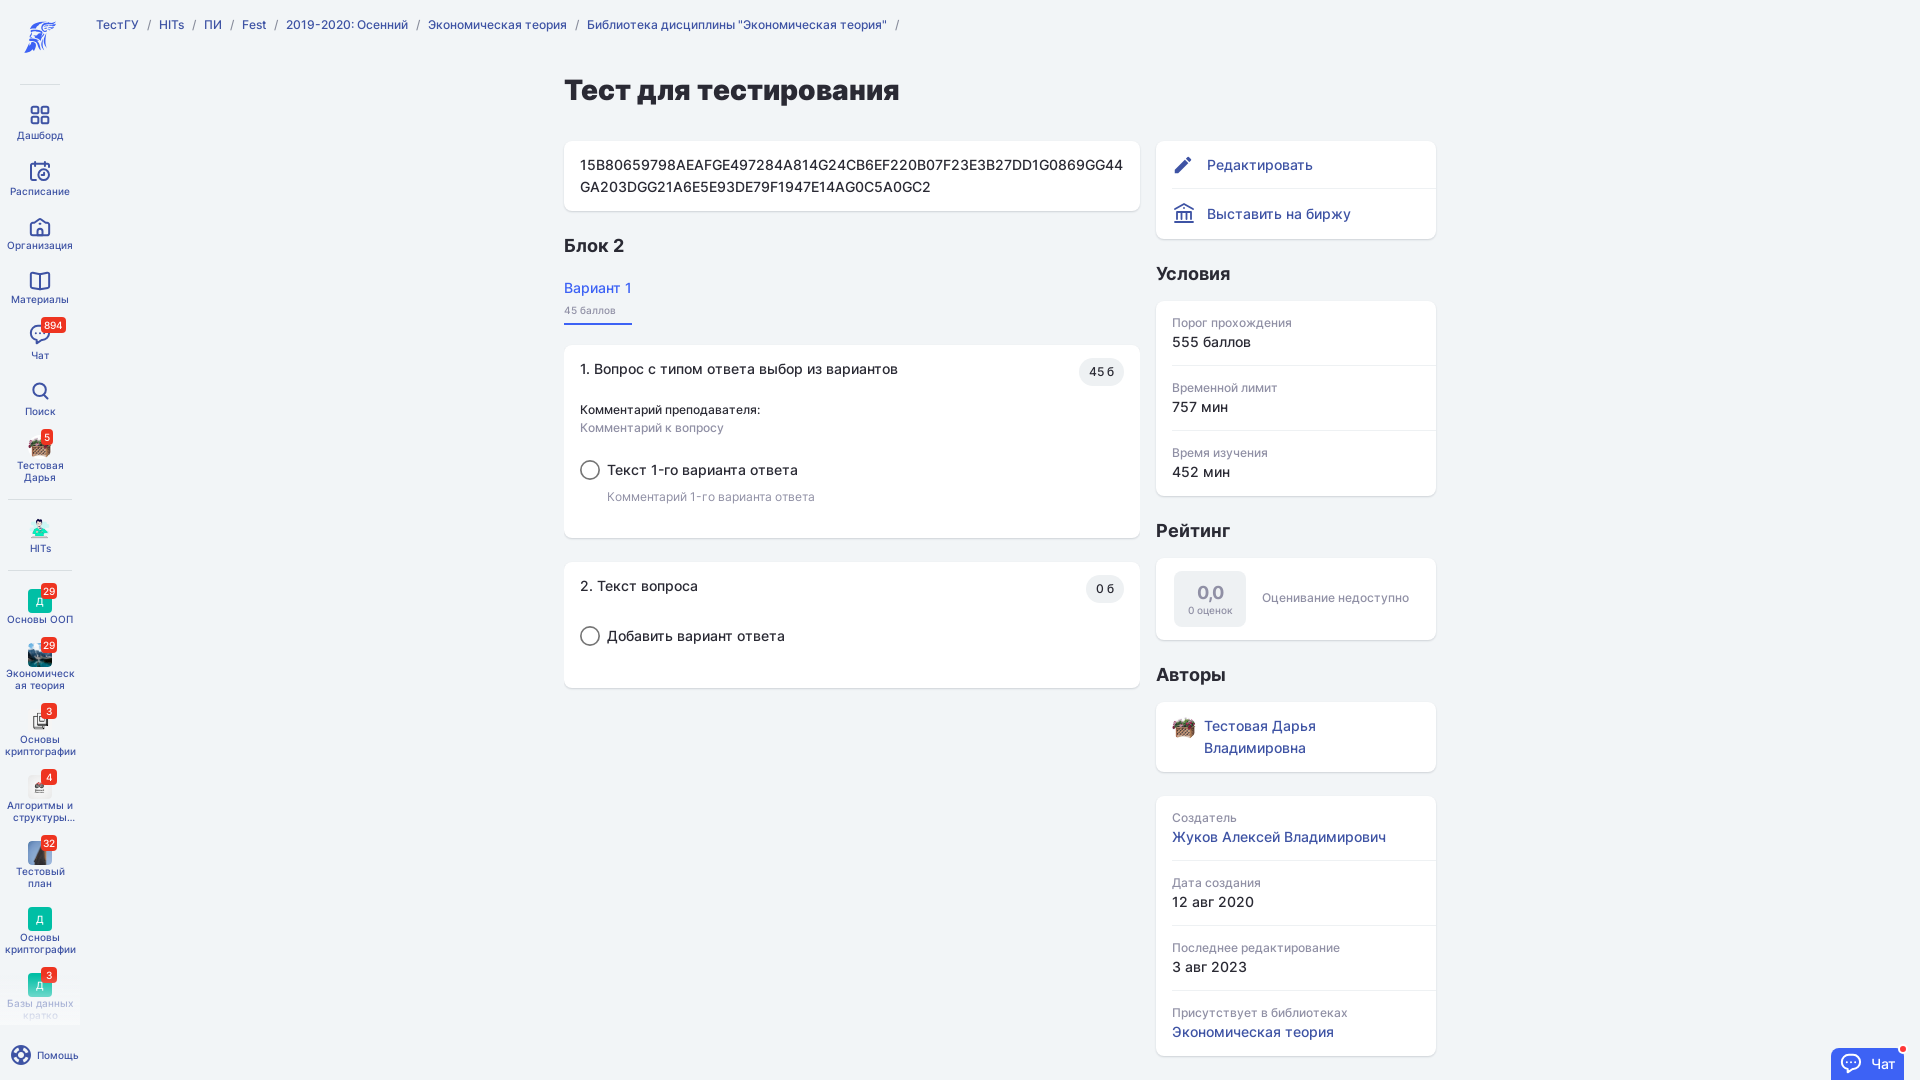 ТестГУ / HITs / ПИ / Fest / 2019-2020: Осенний / Экономическая теория / Библиотека дисциплины "Экономическая теория" /
Дашборд
Расписание
Организация
Материалы
894
Чат
Поиск
5
Тестовая
Дарья
HITs
29
Д
Основы ООП
29
Экономическ
ая теория
3
Основы
криптографии
4
Алгоритмы и
структуры...
32
Тестовый
план
Д
Основы
криптографии
3
Д
Базы данных
кратко
Помощь
Тест для тестирования
15B80659798AEAFGE497284A814G24CB6EF220B07F23E3B27DD1G0869GG44
GA203DGG21A6E5E93DE79F1947E14AG0C5A0GC2
Блок 2
Вариант 1
45 баллов
1. Вопрос с типом ответа выбор из вариантов
45 б
Комментарий преподавателя:
Комментарий к вопросу
Текст 1-го варианта ответа
Комментарий 1-го варианта ответа
2. Текст вопроса
0 б
Добавить вариант ответа
Редактировать
Выставить на биржу
Условия
Порог прохождения
555 баллов
Временной лимит
757 мин
Время изучения
452 мин
Рейтинг
0,0
0 оценок
Оценивание недоступно
Авторы
Тестовая Дарья
Владимировна
Создатель
Жуков Алексей Владимирович
Дата создания
12 авг 2020
Последнее редактирование
3 авг 2023
Присутствует в библиотеках
Экономическая теория
Чат